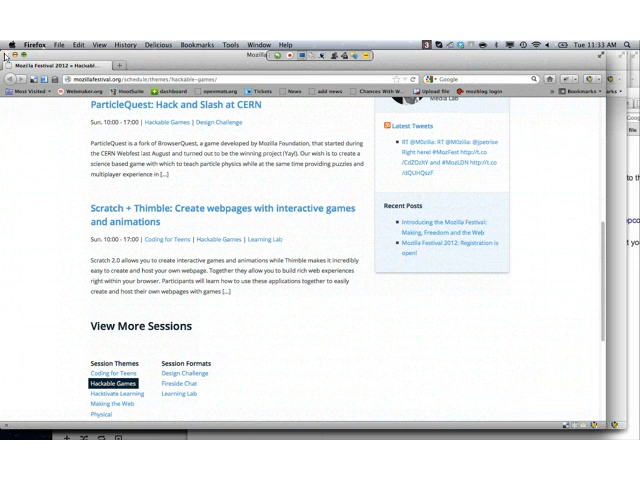 Firefox File Edit View History Delicious Bookmarks Tools Window Help
Tue 11:33 AM
Mozilla
Mozilla Festival 2012 » Hackabl...
mozillafestival.org/schedule/themes/hackable-games/
Google
Most Visited Webmaker.org HootSuite dashboard openmatt.org Tickets News add news Chances With W... Upload file mozblog login Bookmarks
file
ParticleQuest: Hack and Slash at CERN
Sun. 10:00 - 17:00 | Hackable Games | Design Challenge
ParticleQuest is a fork of BrowserQuest, a game developed by Mozilla Foundation, that started during
the CERN Webfest last August and turned out to be the winning project (Yay!). Our wish is to create a
science based game with which to teach particle physics while at the same time providing puzzles and
multiplayer experience in [...]
Scratch + Thimble: Create webpages with interactive games
and animations
Sun. 10:00 - 17:00 | Coding for Teens | Hackable Games | Learning Lab
Scratch 2.0 allows you to create interactive games and animations while Thimble makes it incredibly
easy to create and host your own webpage. Together they allow you to build rich web experiences
right within your browser. Participants will learn how to use these applications together to easily
create and host their own webpages with games [...]
View More Sessions
Session Themes
Coding for Teens
Hackable Games
Hacktivate Learning
Making the Web
Physical
Session Formats
Design Challenge
Fireside Chat
Learning Lab
Media Lab
Latest Tweets
RT @M0zilla: RT @M0zilla: @jpetrise
Right here! #MozFest http://t.co
/CdZOzXY and #MozLDN http://t.co
/dQUHQszF
Recent Posts
Introducing the Mozilla Festival:
Making, Freedom and the Web
Mozilla Festival 2012: Registration is
open!